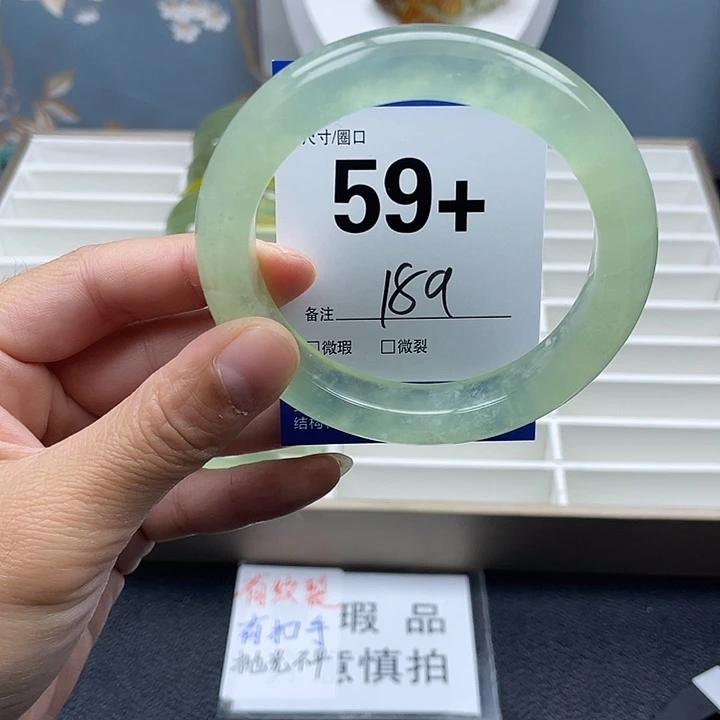 尺寸/圈口
59+
189
备注
微瑕 微裂
结构
有纹裂
有扣手
抛光不
瑕 品
慎拍